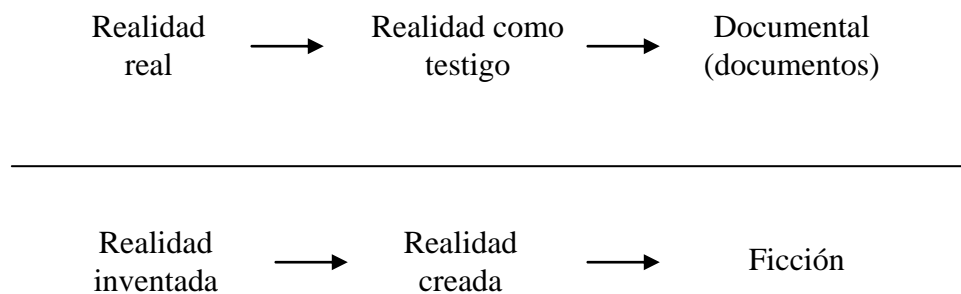 Realidad real
Realidad como testigo
Documental (documentos)
Realidad inventada
Realidad creada
Ficción